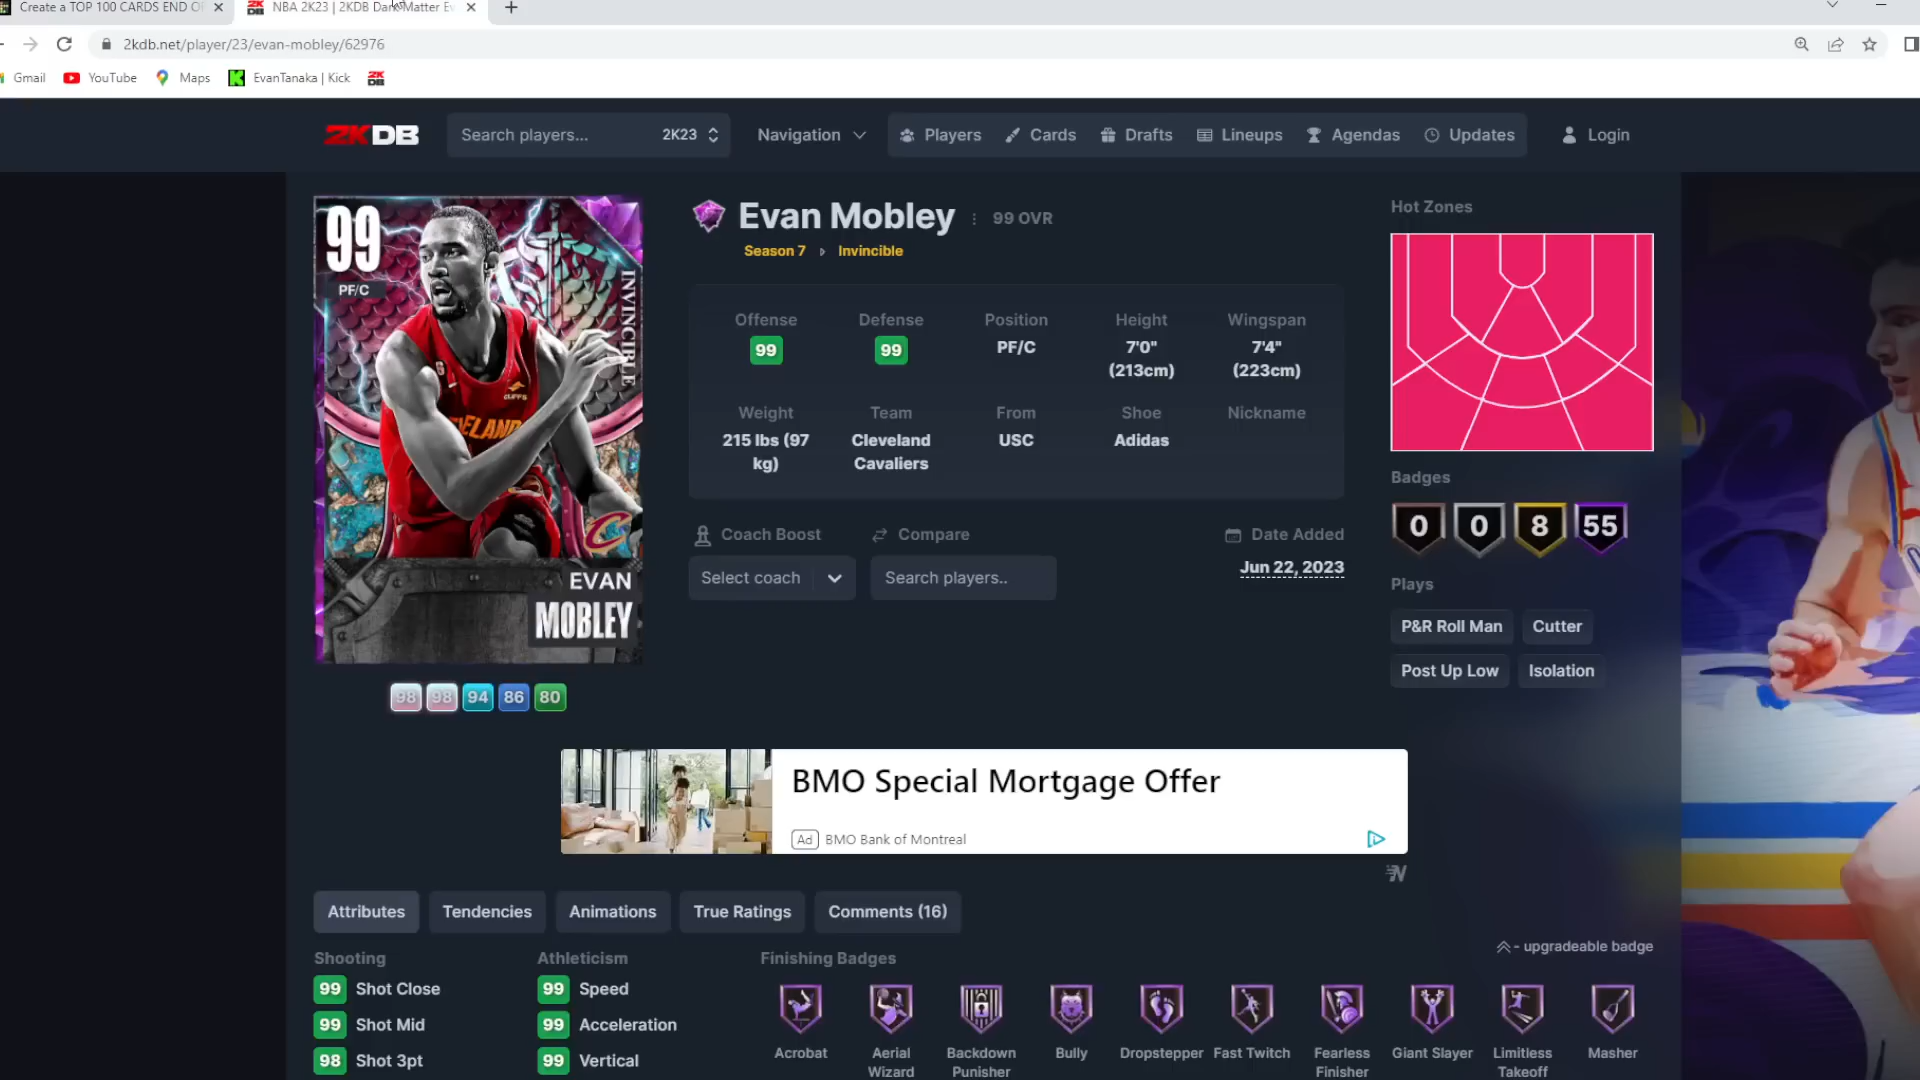 Create a TOP 100 CARDS END OF
NBA 2K23 | 2KDB Dark Matter Ev
2kdb.net/player/23/evan-mobley/62976
Gmail
YouTube
Maps
EvanTanaka | Kick
2KDB
2KDB
Search players...
2K23
Navigation
Players
Cards
Drafts
Lineups
Agendas
Updates
Login
99
PF/C
INVINCIBLE
EVAN
MOBLEY
98 98 94 86 80
Evan Mobley
99 OVR
Season 7
Invincible
Offense
99
Defense
99
Position
PF/C
Height
7'0"
(213cm)
Wingspan
7'4"
(223cm)
Weight
215 lbs (97
kg)
Team
Cleveland
Cavaliers
From
USC
Shoe
Adidas
Nickname
Coach Boost
Select coach
Compare
Search players..
Date Added
Jun 22, 2023
Hot Zones
Badges
0 0 8 55
Plays
P&R Roll Man
Cutter
Post Up Low
Isolation
BMO Special Mortgage Offer
Ad BMO Bank of Montreal
Attributes
Tendencies
Animations
True Ratings
Comments (16)
- upgradeable badge
Shooting
99 Shot Close
99 Shot Mid
98 Shot 3pt
Athleticism
99 Speed
99 Acceleration
99 Vertical
Finishing Badges
Acrobat
Aerial
Wizard
Backdown
Punisher
Bully
Dropstepper
Fast Twitch
Fearless
Finisher
Giant Slayer
Limitless
Takeoff
Masher